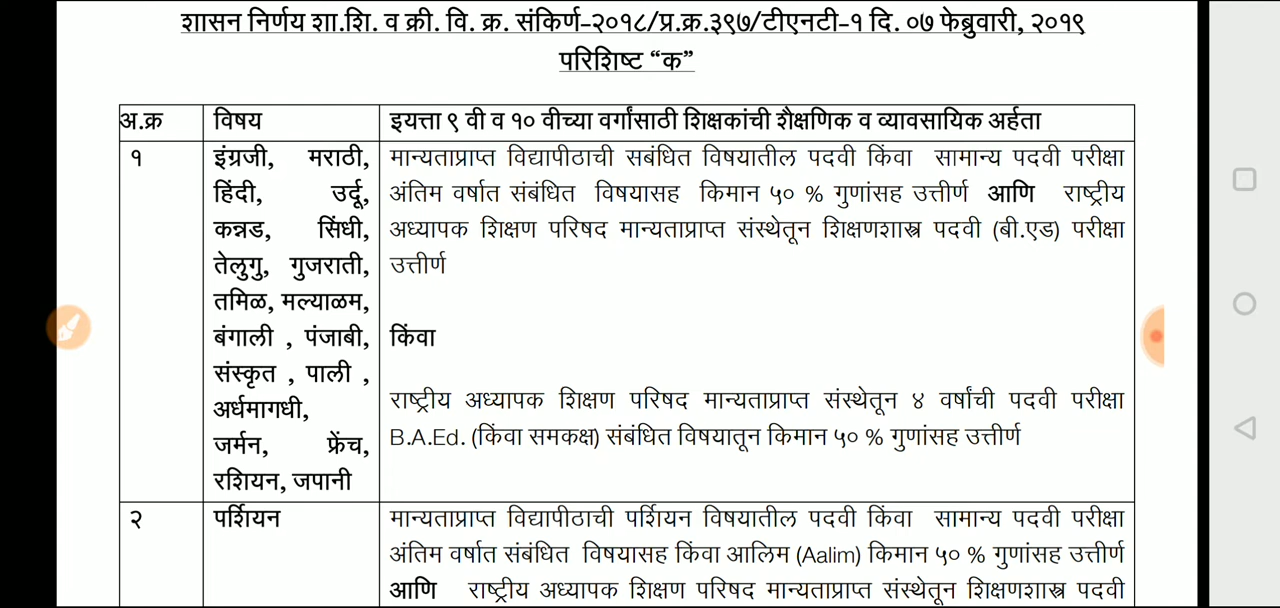 शासन निर्णय शा.शि. व क्री. वि. क्र. संकिर्ण-२०१८/प्र.क्र.३९७/टीएनटी-१ दि. ०७ फेब्रुवारी, २०१९
परिशिष्ट “क”
अ.क्र विषय इयत्ता ९ वी व १० वीच्या वर्गासाठी शिक्षकांची शैक्षणिक व व्यावसायिक अर्हता
१ इंग्रजी, मराठी, मान्यताप्राप्त विद्यापीठाची सबंधित विषयातील पदवी किंवा सामान्य पदवी परीक्षा
हिंदी, उर्दू, अंतिम वर्षात संबंधित विषयासह किमान ५० % गुणांसह उत्तीर्ण आणि राष्ट्रीय
कन्नड, सिंधी, अध्यापक शिक्षण परिषद मान्यताप्राप्त संस्थेतून शिक्षणशास्त्र पदवी (बी.एड) परीक्षा
तेलुगु, गुजराती, उत्तीर्ण
तमिळ, मल्याळम,
बंगाली , पंजाबी, किंवा
संस्कृत , पाली ,
अर्धमागधी, राष्ट्रीय अध्यापक शिक्षण परिषद मान्यताप्राप्त संस्थेतून ४ वर्षांची पदवी परीक्षा
जर्मन, फ्रेंच, B.A.Ed. (किंवा समकक्ष) संबंधित विषयातून किमान ५० % गुणांसह उत्तीर्ण
रशियन, जपानी
२ पर्शियन मान्यताप्राप्त विद्यापीठाची पर्शियन विषयातील पदवी किंवा सामान्य पदवी परीक्षा
अंतिम वर्षात संबंधित विषयासह किंवा आलिम (Aalim) किमान ५० % गुणांसह उत्तीर्ण
आणि राष्ट्रीय अध्यापक शिक्षण परिषद मान्यताप्राप्त संस्थेतून शिक्षणशास्त्र पदवी